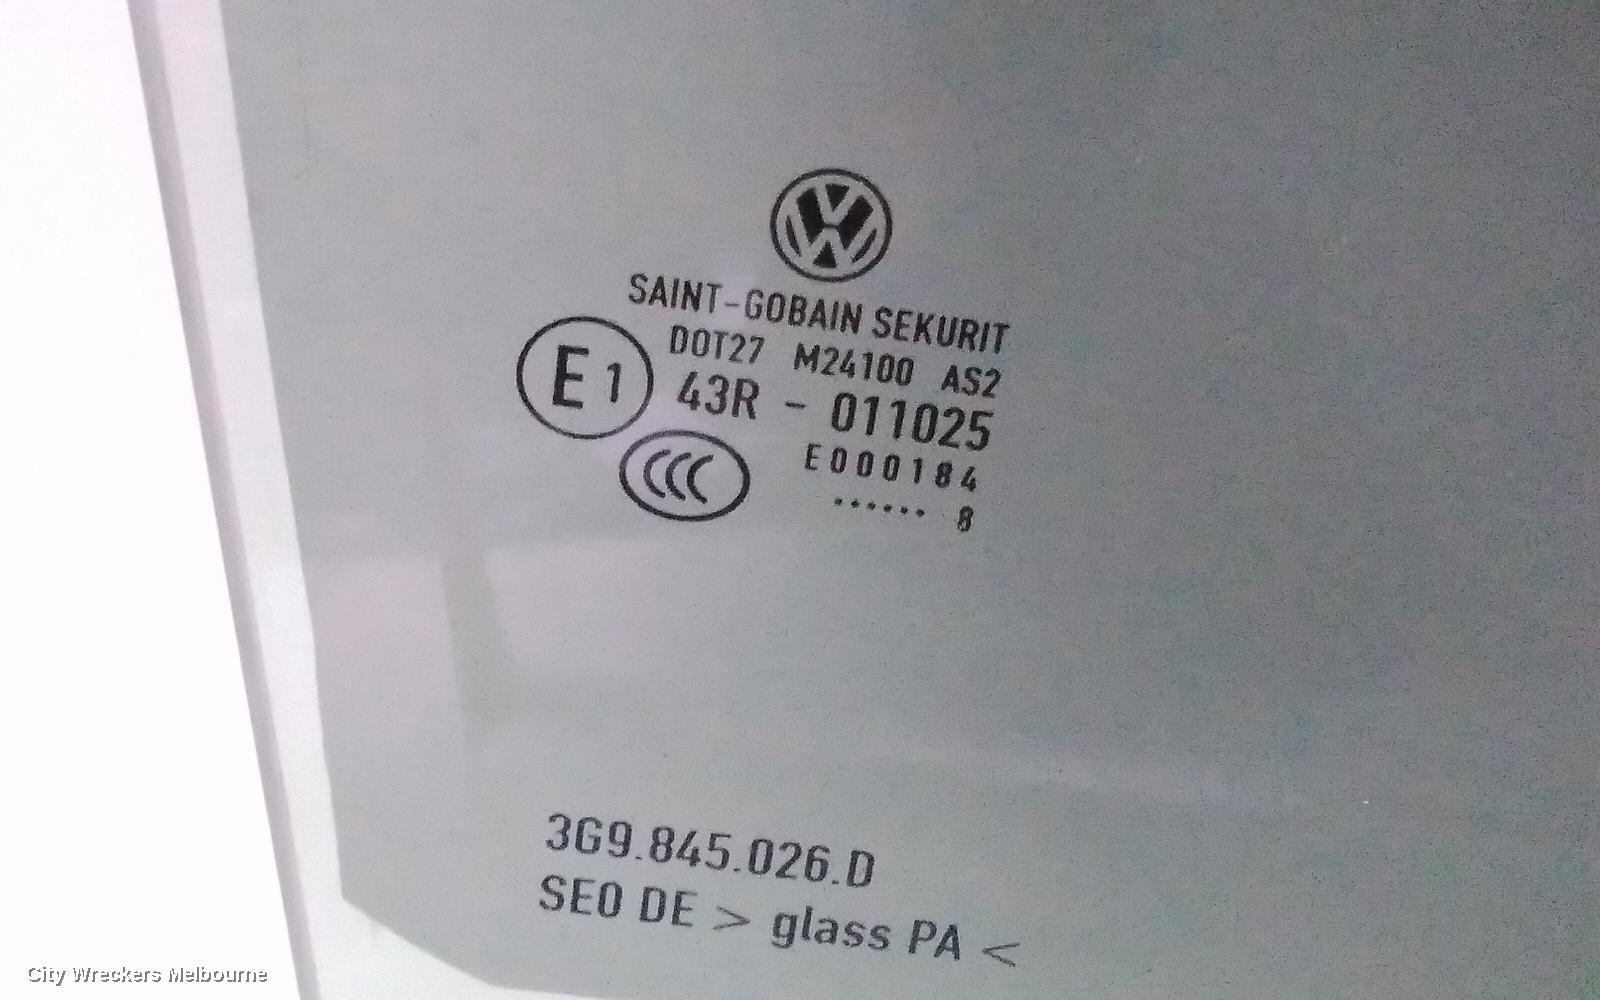 SAINT-GOBAIN SEKURIT
DOT27 M24100 AS2
E1 43R - 011025
E000184
CCC ...... 8
3G9.845.026.D
SE0 DE > glass PA <
City Wreckers Melbourne